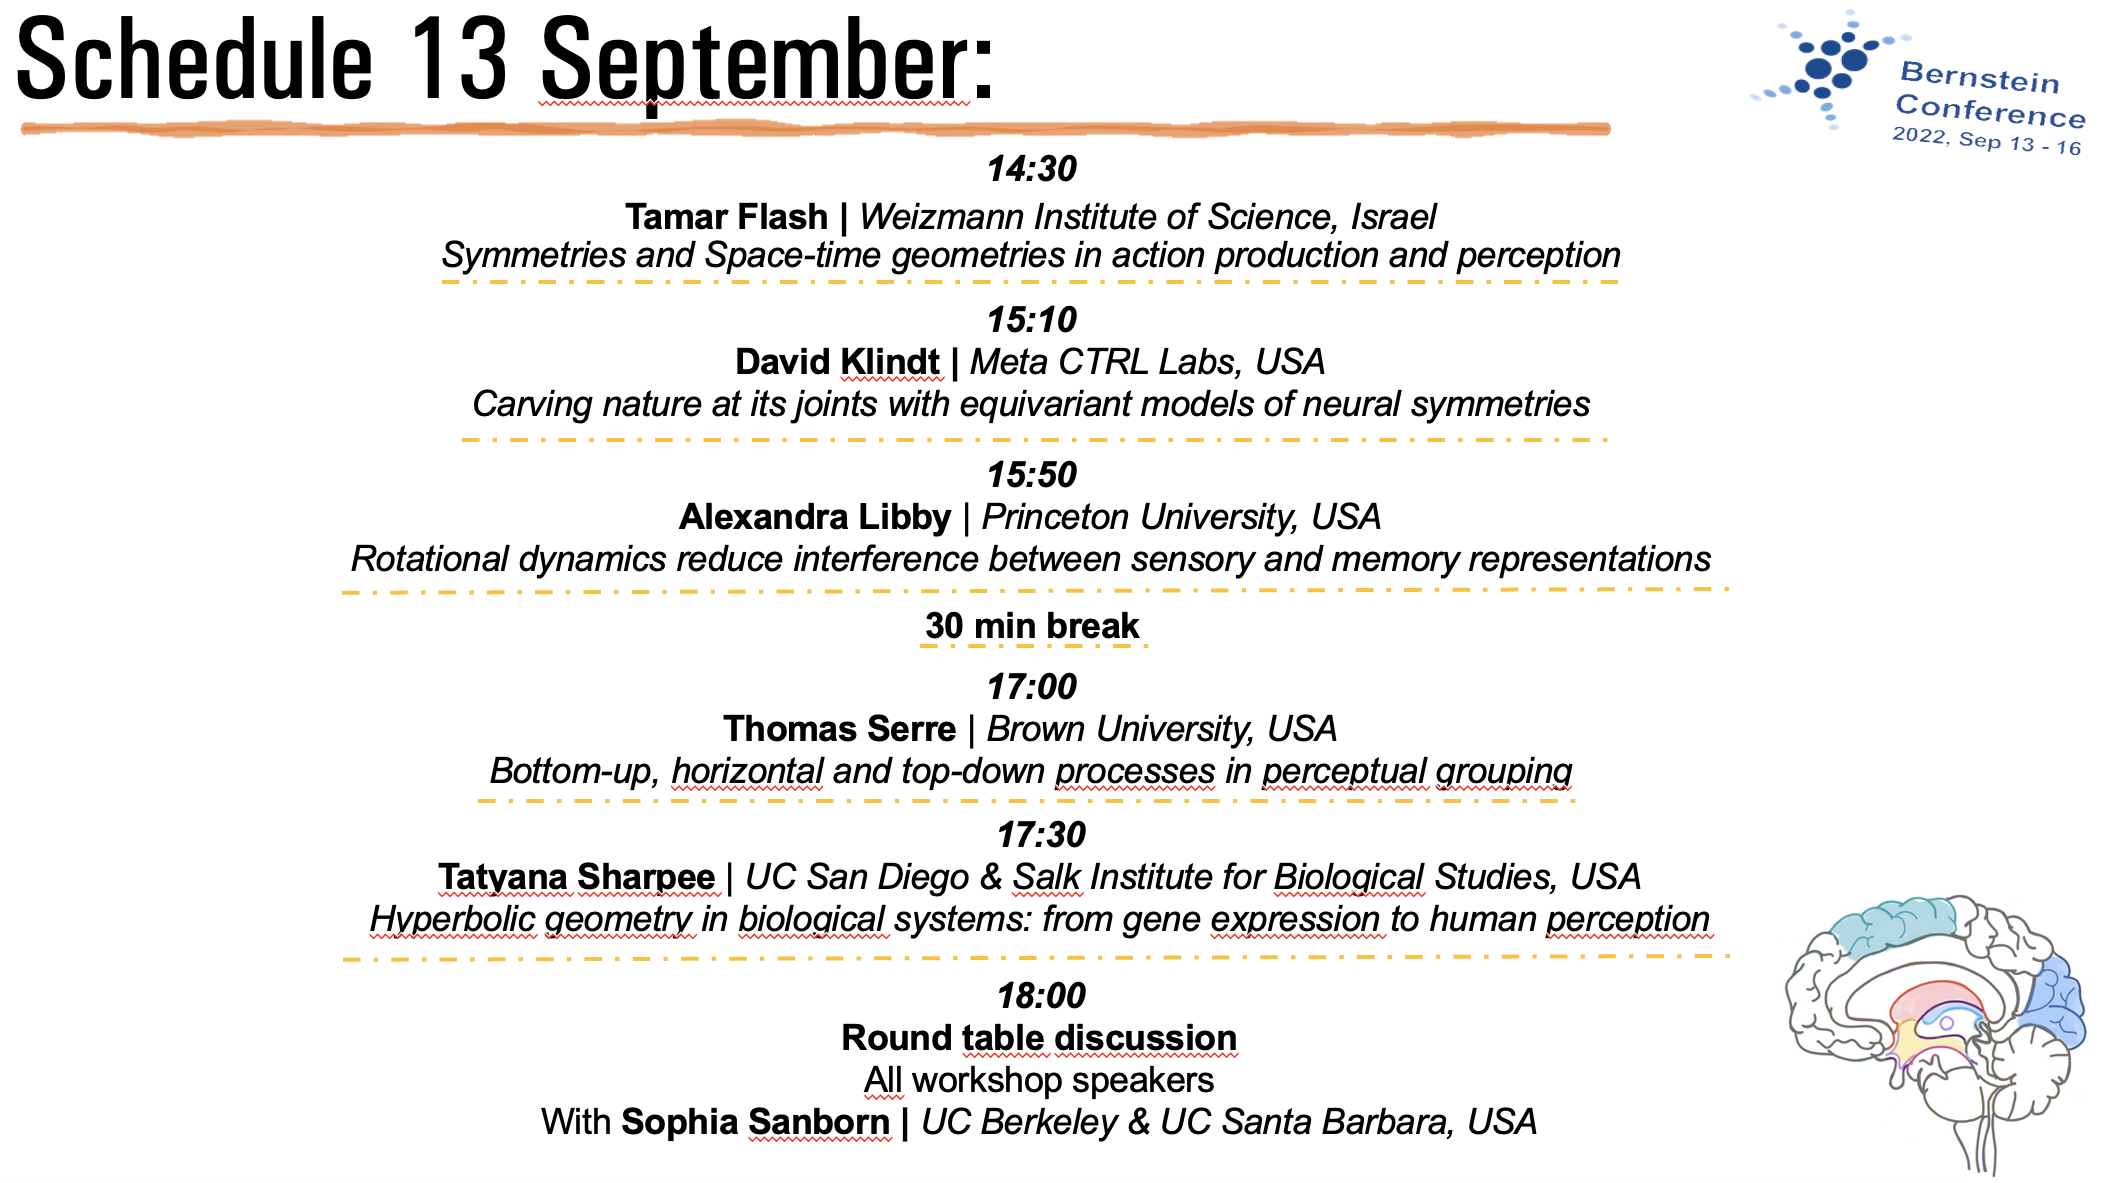 Schedule 13 September:
Bernstein
Conference
2022, Sep 13 - 16
14:30
Tamar Flash | Weizmann Institute of Science, Israel
Symmetries and Space-time geometries in action production and perception
15:10
David Klindt | Meta CTRL Labs, USA
Carving nature at its joints with equivariant models of neural symmetries
15:50
Alexandra Libby | Princeton University, USA
Rotational dynamics reduce interference between sensory and memory representations
30 min break
17:00
Thomas Serre | Brown University, USA
Bottom-up, horizontal and top-down processes in perceptual grouping
17:30
Tatyana Sharpee | UC San Diego & Salk Institute for Biological Studies, USA
Hyperbolic geometry in biological systems: from gene expression to human perception
18:00
Round table discussion
All workshop speakers
With Sophia Sanborn | UC Berkeley & UC Santa Barbara, USA